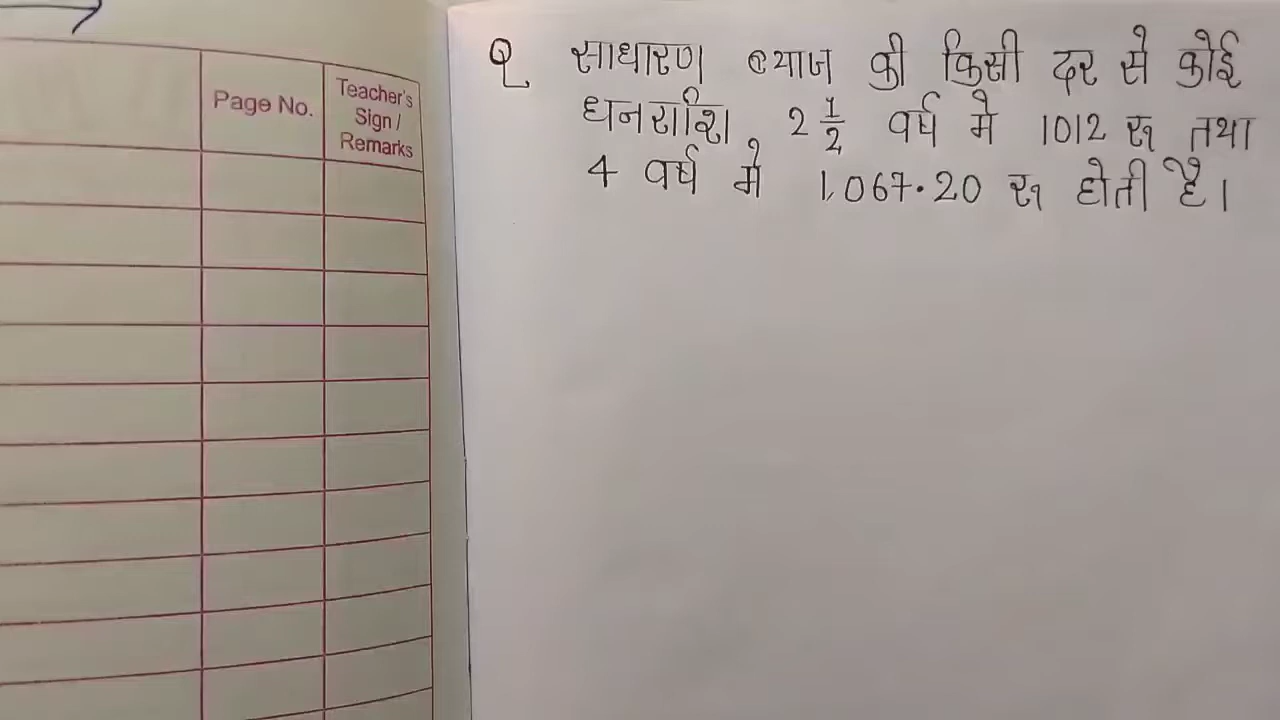 Page No.
Teacher's
Sign /
Remarks
Q साधारण ब्याज की किसी दर से कोई
धनराशि 2 1/2 वर्ष मे 1012 रु तथा
4 वर्ष मे 1,067.20 रु होती है।